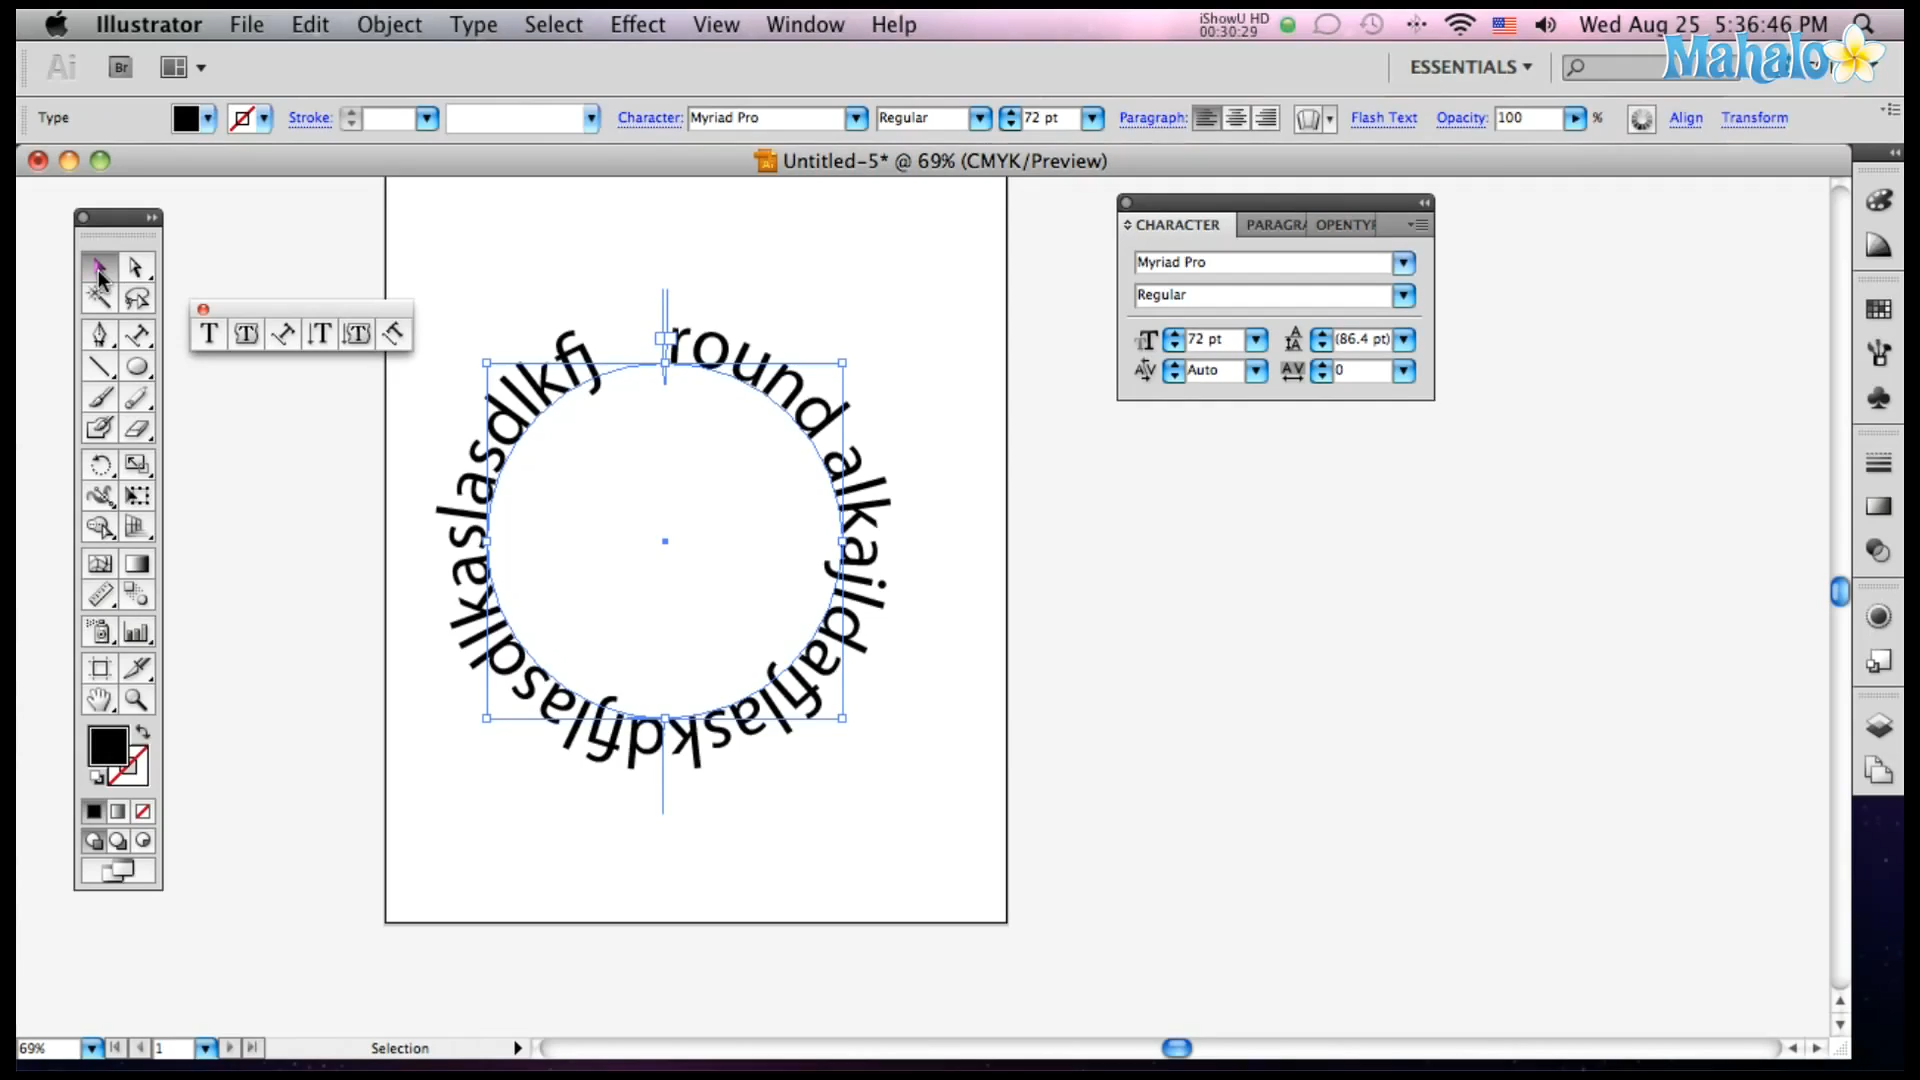 Illustrator File Edit Object Type Select Effect View Window Help iShowU HD 00:30:29 Wed Aug 25 5:36:46 PM
Ai Br ESSENTIALS Mahalo
Type Stroke: Character: Myriad Pro Regular 72 pt Paragraph: Flash Text Opacity: 100 % Align Transform
Untitled-5* @ 69% (CMYK/Preview)
CHARACTER PARAGRA OPENTYP
Myriad Pro
Regular
72 pt (86.4 pt)
Auto 0
T T T T
round alkajldafjlaskdfjlasdlkaslasdlkfj
69% 1 Selection